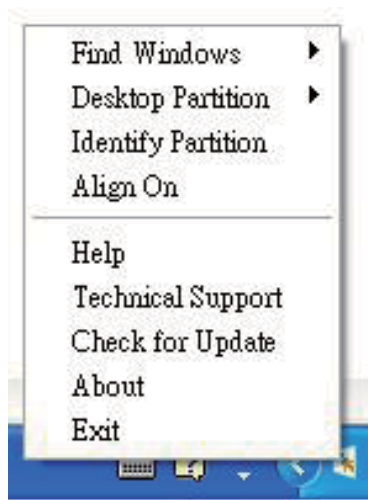 Find Windows
Desktop Partition
Identify Partition
Align On
Help
Technical Support
Check for Update
About
Exit